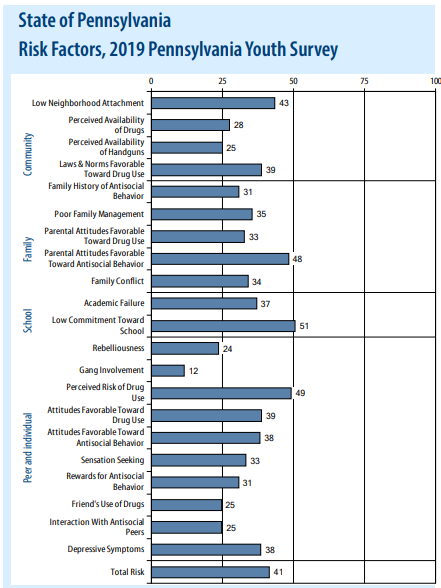 State of Pennsylvania
Risk Factors, 2019 Pennsylvania Youth Survey
0 25 50 75 100
Community
Low Neighborhood Attachment 43
Perceived Availability
of Drugs 28
Perceived Availability
of Handguns 25
Laws & Norms Favorable
Toward Drug Use 39
Family
Family History of Antisocial
Behavior 31
Poor Family Management 35
Parental Attitudes Favorable
Toward Drug Use 33
Parental Attitudes Favorable
Toward Antisocial Behavior 48
Family Conflict 34
School
Academic Failure 37
Low Commitment Toward
School 51
Peer and individual
Rebelliousness 24
Gang Involvement 12
Perceived Risk of Drug
Use 49
Attitudes Favorable Toward
Drug Use 39
Attitudes Favorable Toward
Antisocial Behavior 38
Sensation Seeking 33
Rewards for Antisocial
Behavior 31
Friend's Use of Drugs 25
Interaction With Antisocial
Peers 25
Depressive Symptoms 38
Total Risk 41